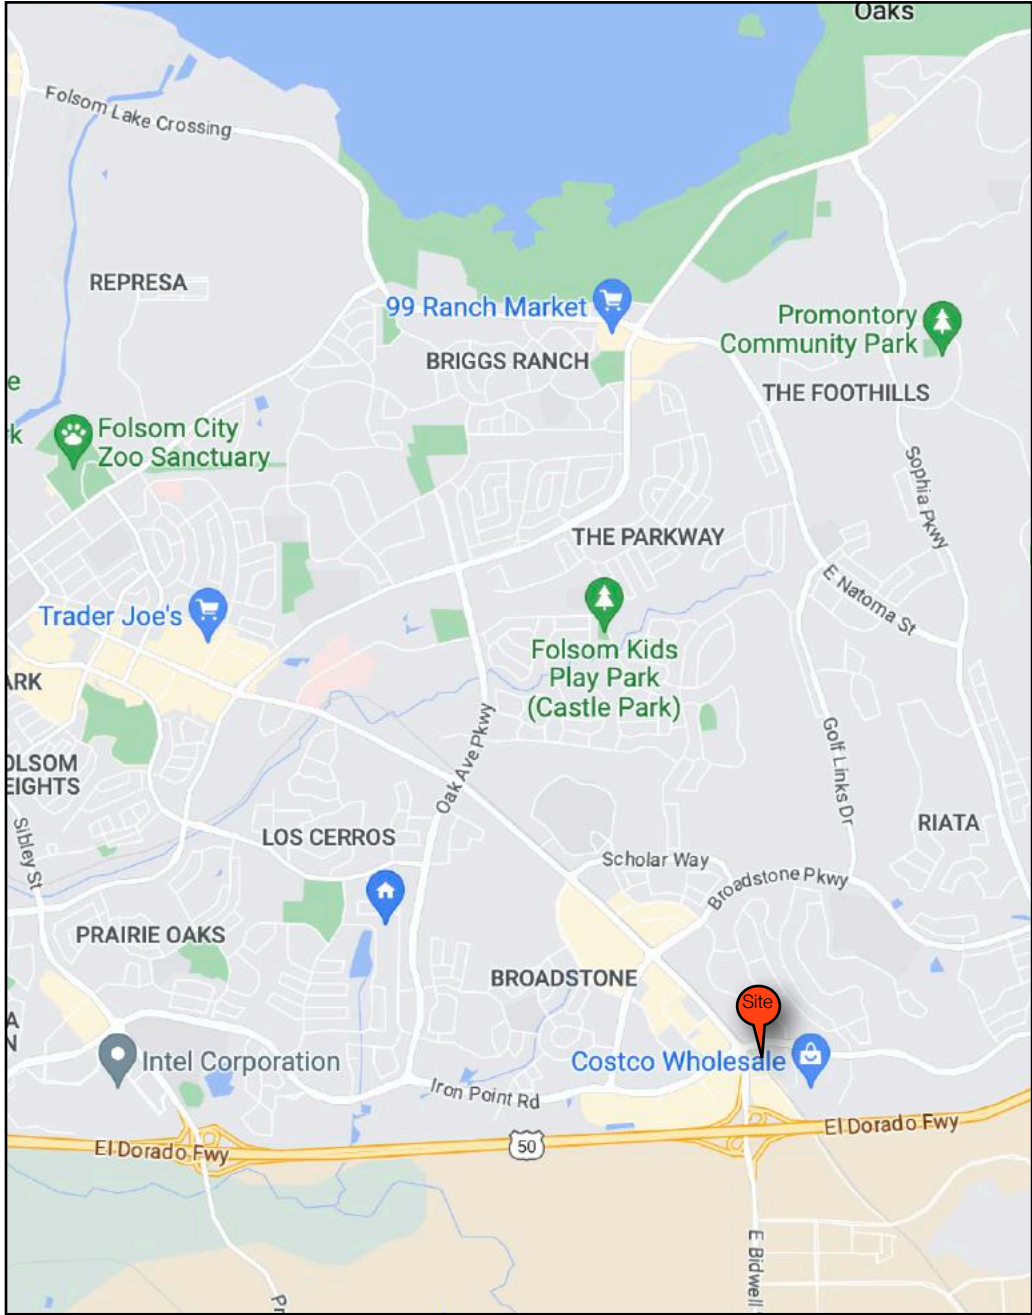 Oaks
Folsom Lake Crossing
REPRESA
99 Ranch Market
Promontory
Community Park
BRIGGS RANCH
THE FOOTHILLS
e
rk
Folsom City
Zoo Sanctuary
Sophia Pkwy
THE PARKWAY
E Natoma St
Trader Joe's
Folsom Kids
Play Park
(Castle Park)
ARK
Oak Ave Pkwy
Golf Links Dr
OLSOM
EIGHTS
Sibley St
LOS CERROS
RIATA
Scholar Way
Broadstone Pkwy
PRAIRIE OAKS
BROADSTONE
Site
A
N
Intel Corporation
Costco Wholesale
Iron Point Rd
El Dorado Fwy
50
El Dorado Fwy
E Bidwell
Pr